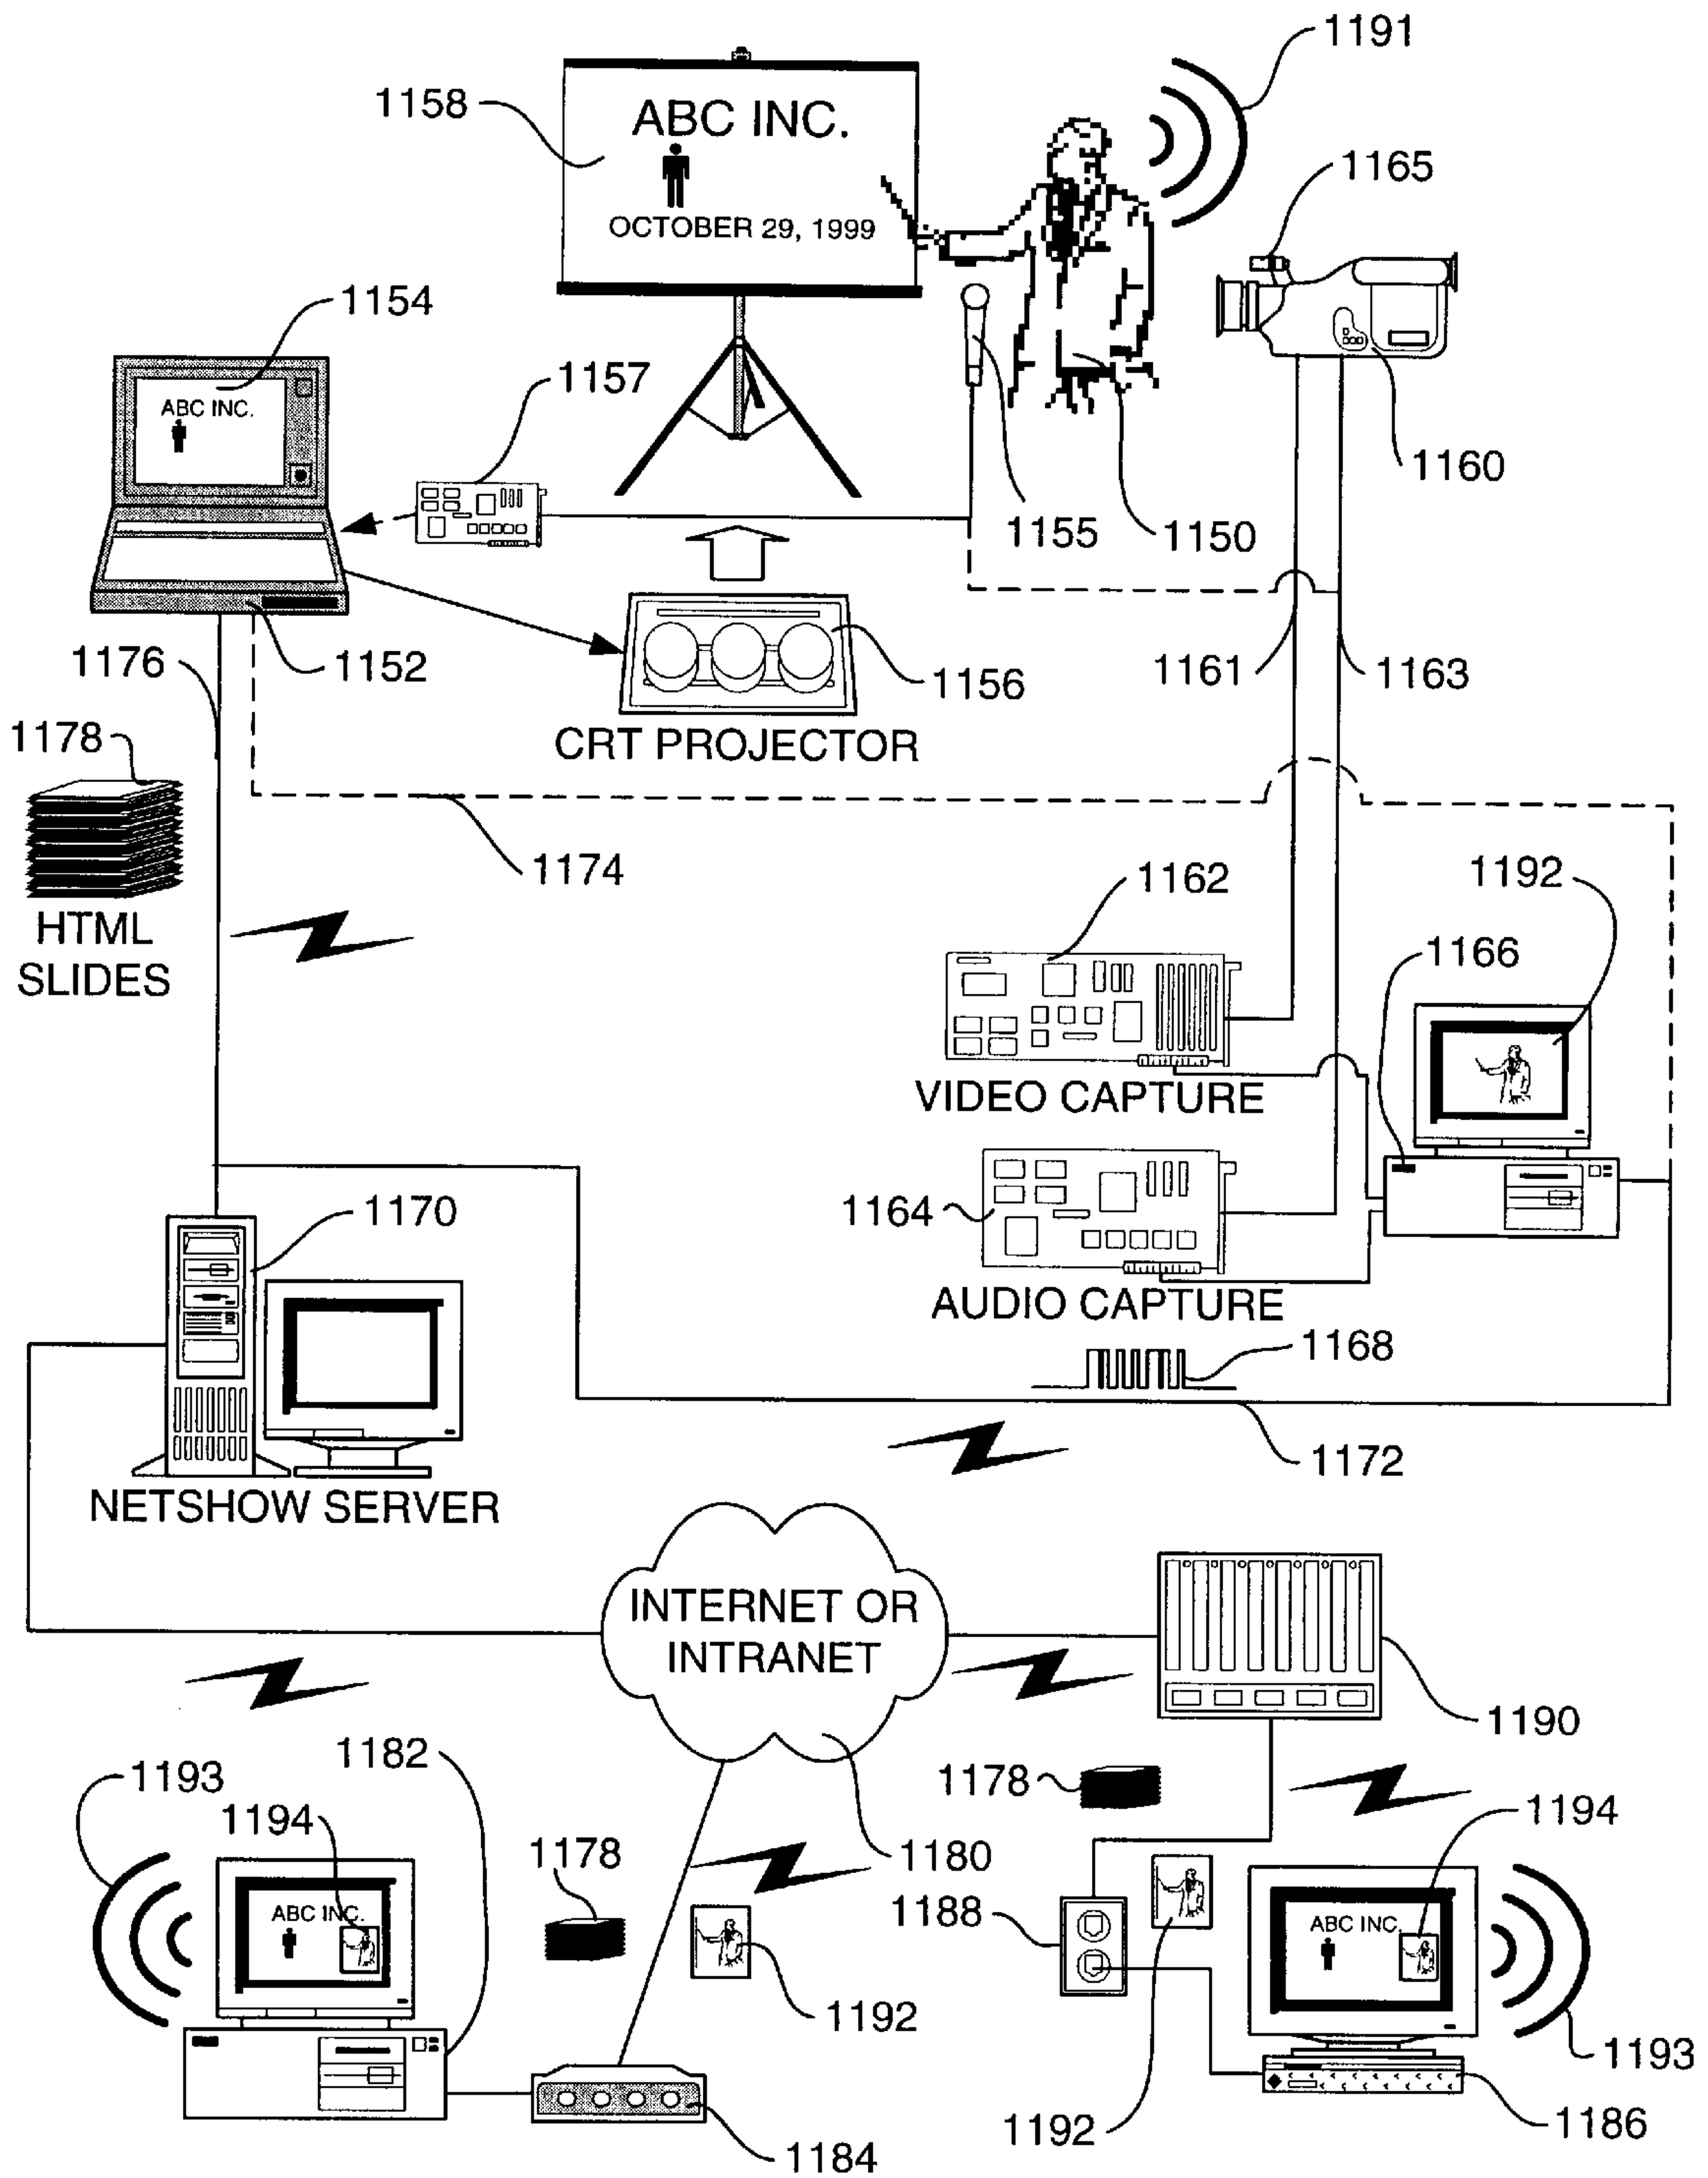 1191
1158
ABC INC.
1165
OCTOBER 29, 1999
1154
1157
ABC INC.
1160
1155
1150
1176
1152
1156
1161
1163
1178
CRT PROJECTOR
1174
1162
1192
HTML
SLIDES
1166
VIDEO CAPTURE
1170
1164
AUDIO CAPTURE
1168
1172
NETSHOW SERVER
INTERNET OR
INTRANET
1190
1182
1193
1178
1194
1194
1178
1180
1188
ABC INC.
ABC INC.
1192
1193
1192
1186
1184